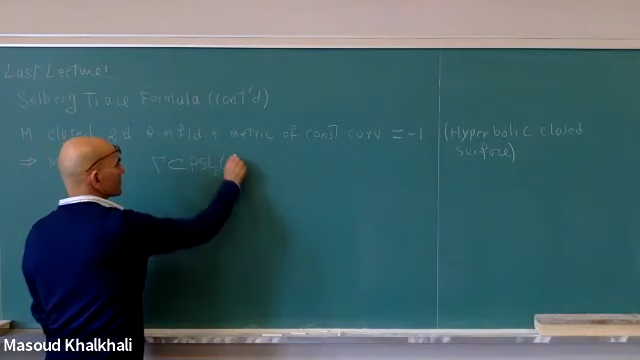 Last Lecture!
Selberg Trace Formula (cont'd)
M closed 2d R.mfld + metric of const curv = -1 (Hyperbolic closed surface)
⇒ M Γ ⊂ PSL(
Masoud Khalkhali